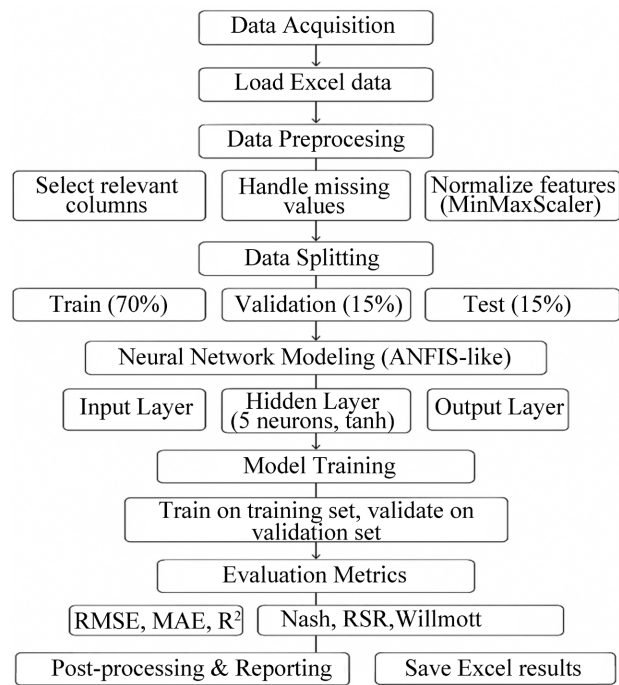 Data Acquisition
Load Excel data
Data Preprocesing
Select relevant
columns
Handle missing
values
Normalize features
(MinMaxScaler)
Data Splitting
Train (70%)
Validation (15%)
Test (15%)
Neural Network Modeling (ANFIS-like)
Input Layer
Hidden Layer
(5 neurons, tanh)
Output Layer
Model Training
Train on training set, validate on
validation set
Evaluation Metrics
RMSE, MAE, R²
Nash, RSR,Willmott
Post-processing & Reporting
Save Excel results